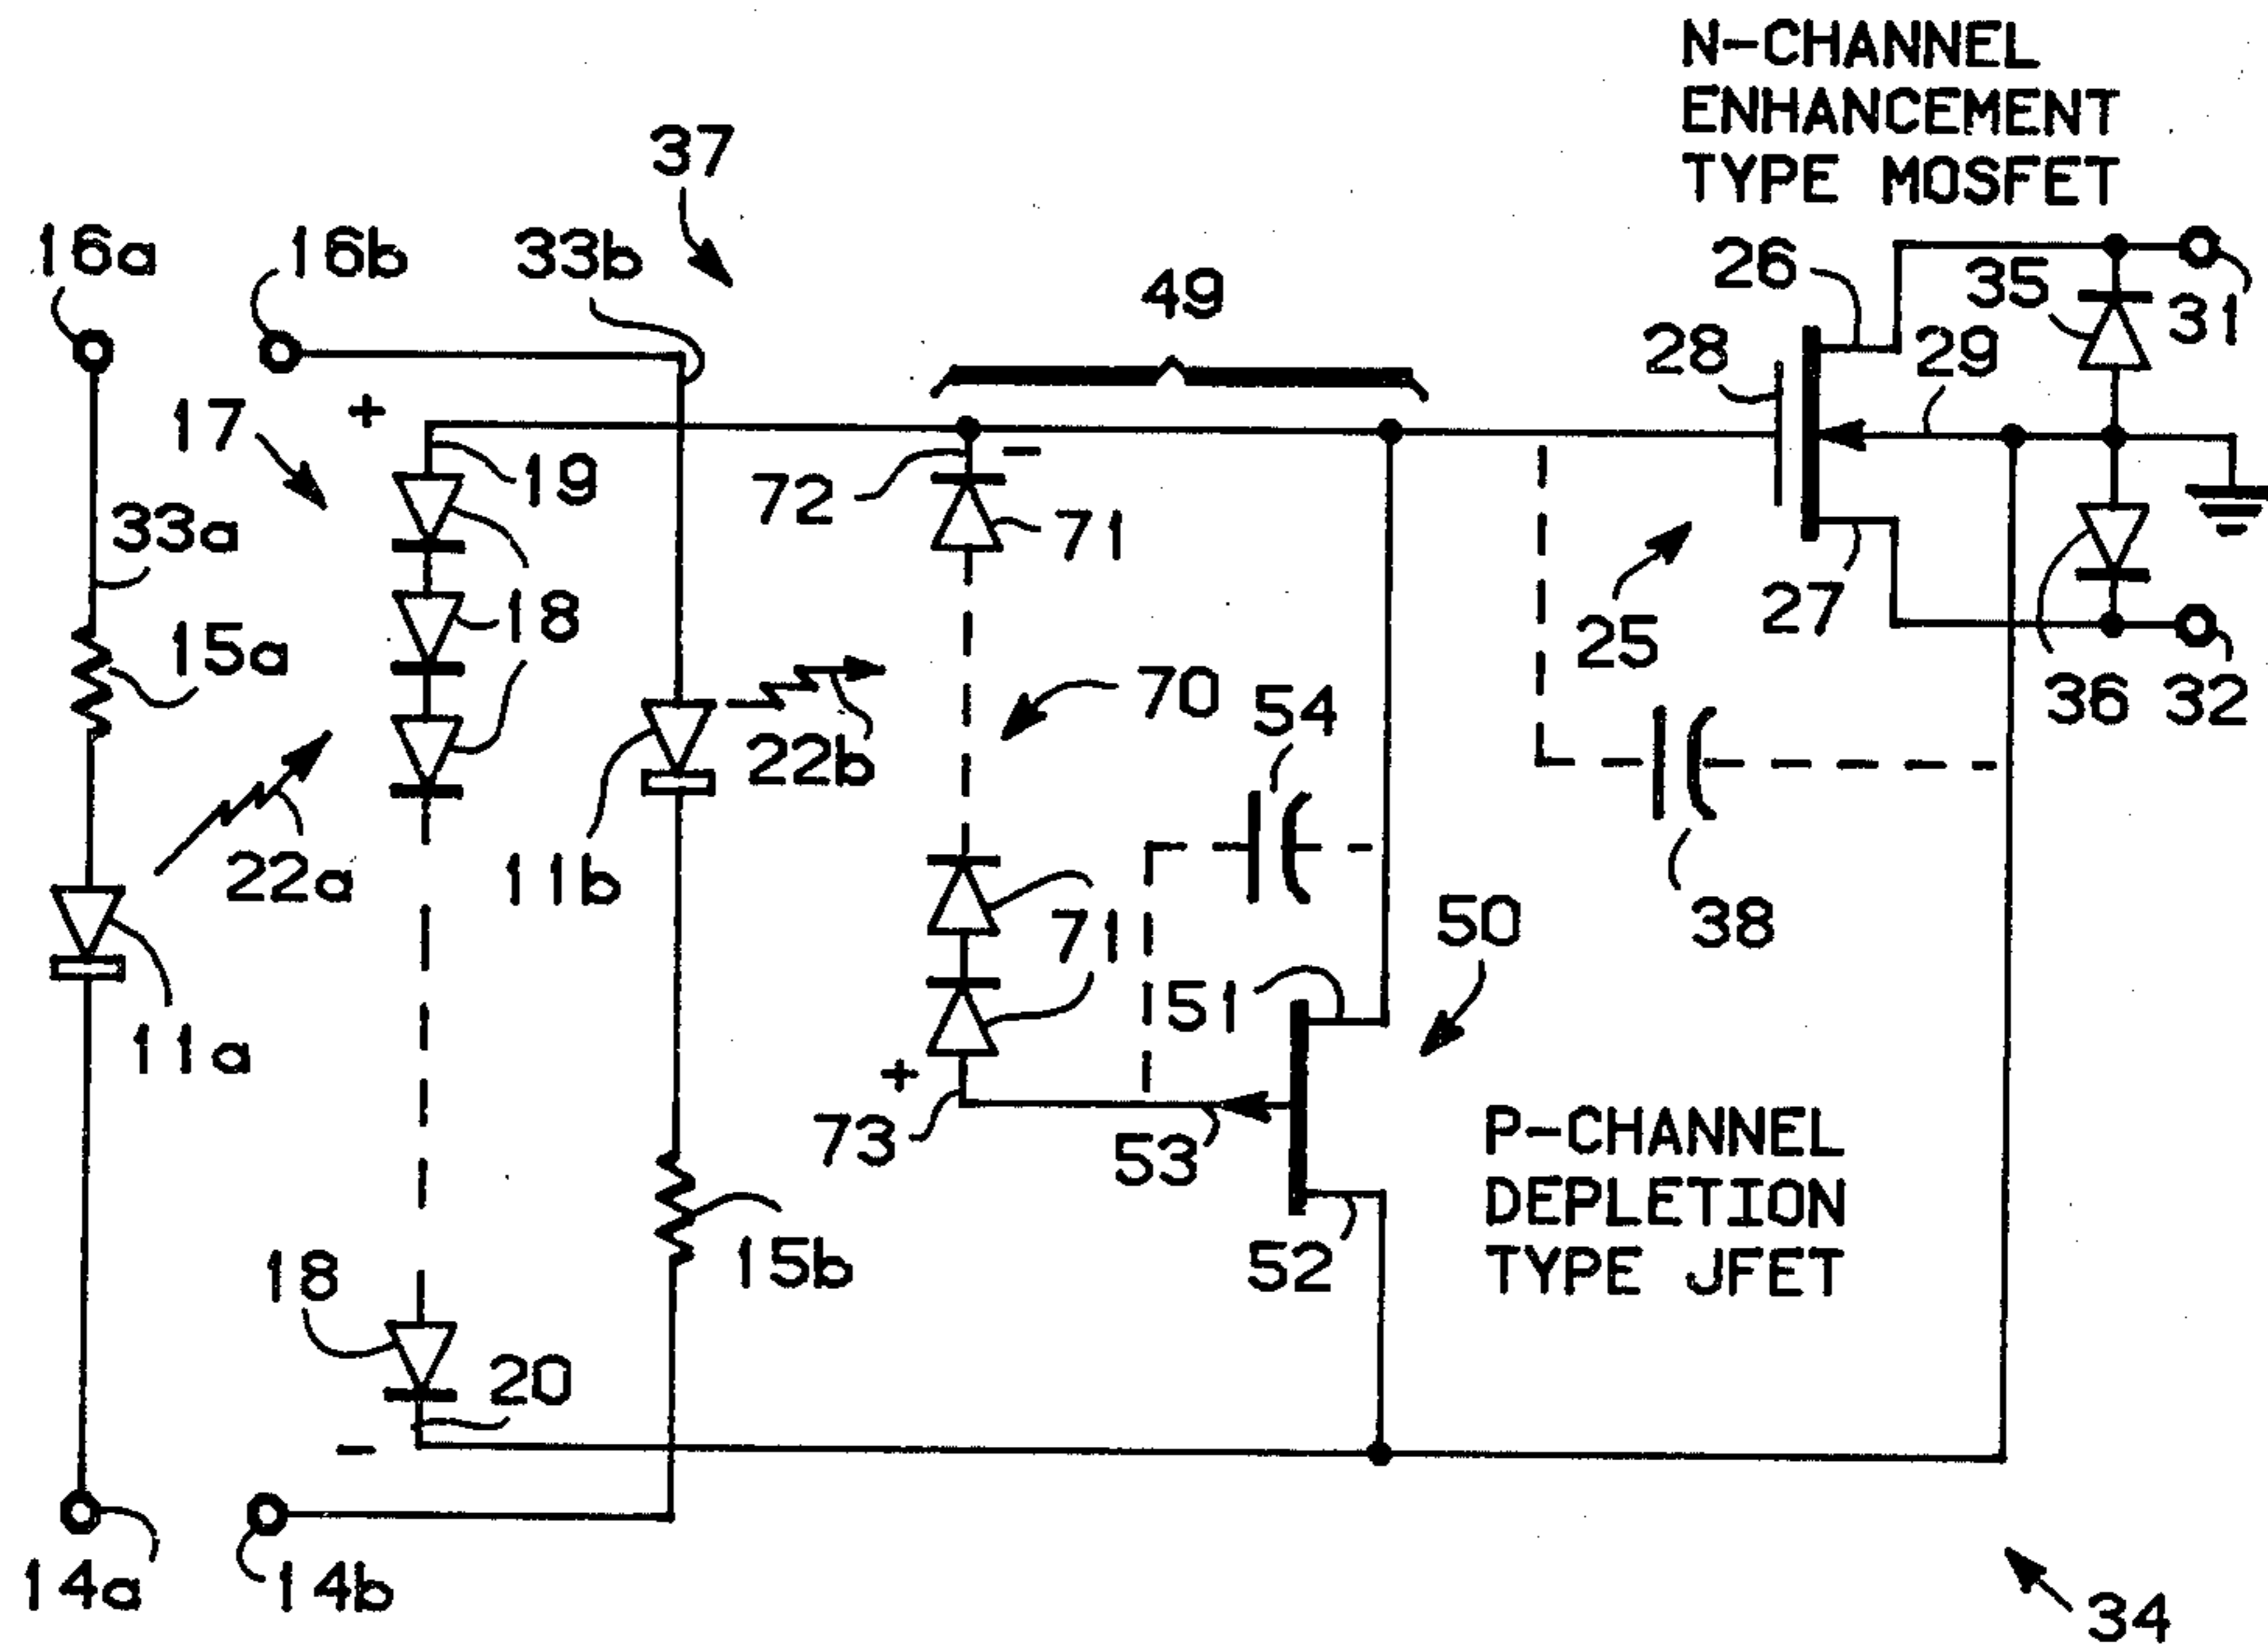 N-CHANNEL
ENHANCEMENT
TYPE MOSFET
37
16a
16b
33b
49
26
35
31
28
29
17
+
19
72
-
71
33a
18
25
27
15a
70
54
36
32
22b
22a
11b
38
71
50
51
11a
+
73
53
P-CHANNEL
DEPLETION
TYPE JFET
52
15b
18
20
-
14a
14b
34